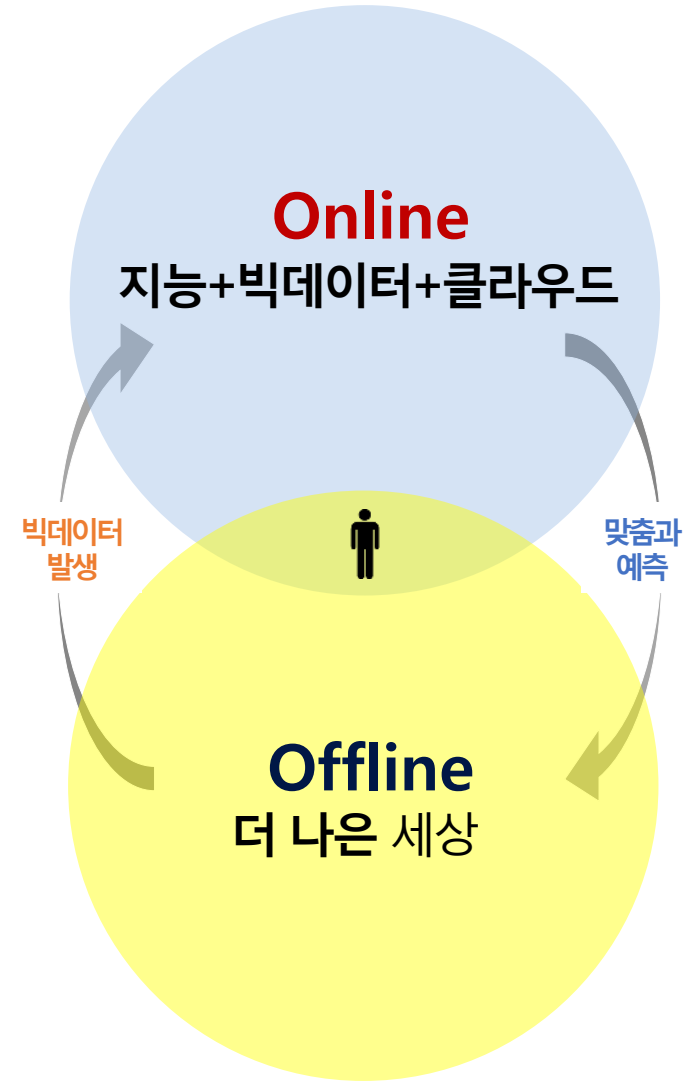 Online
지능+빅데이터+클라우드
빅데이터
발생
맞춤과
예측
Offline
더 나은 세상